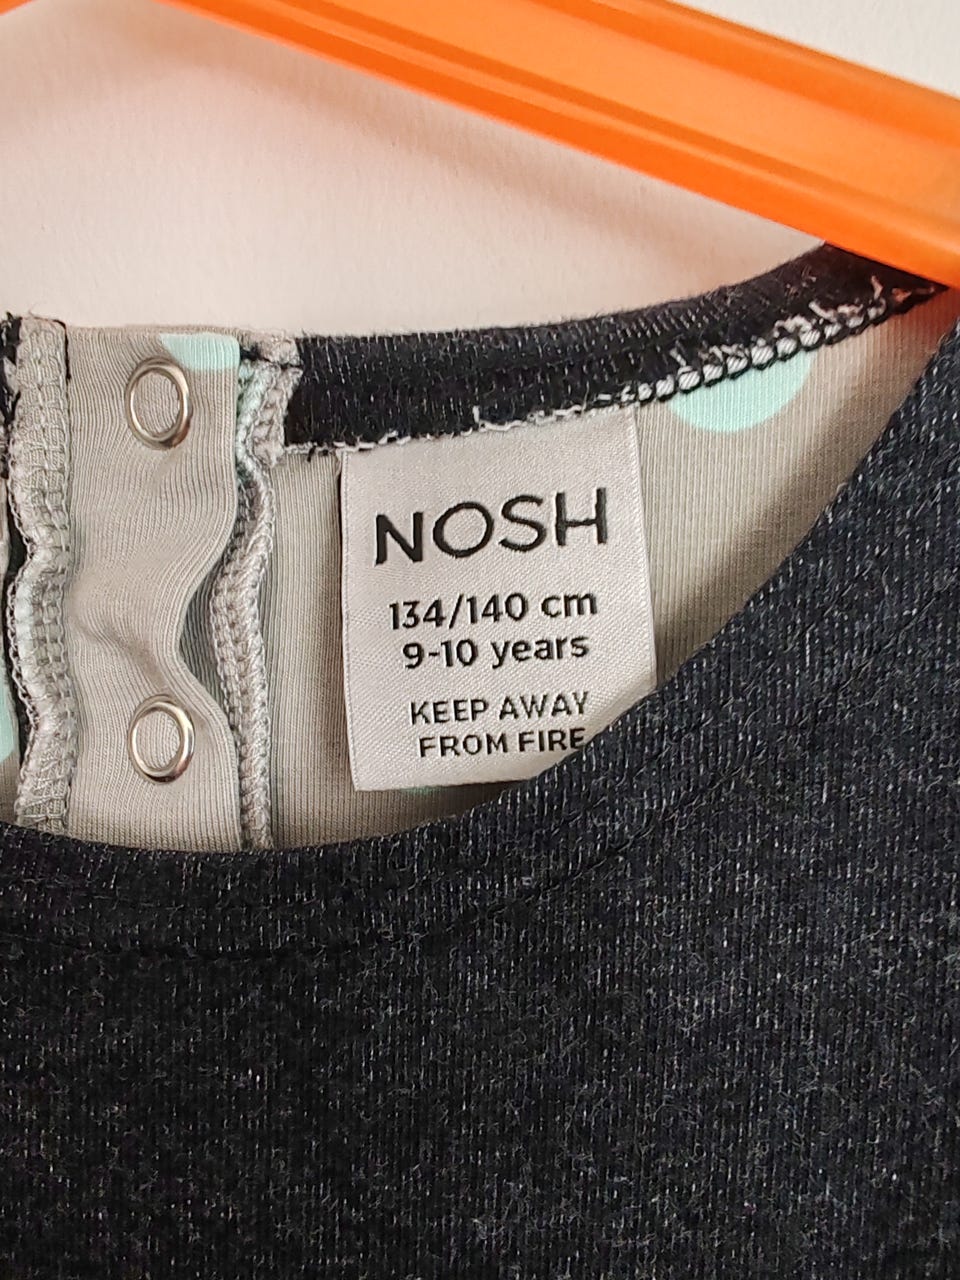 NOSH
134/140 cm
9-10 years
KEEP AWAY
FROM FIRE